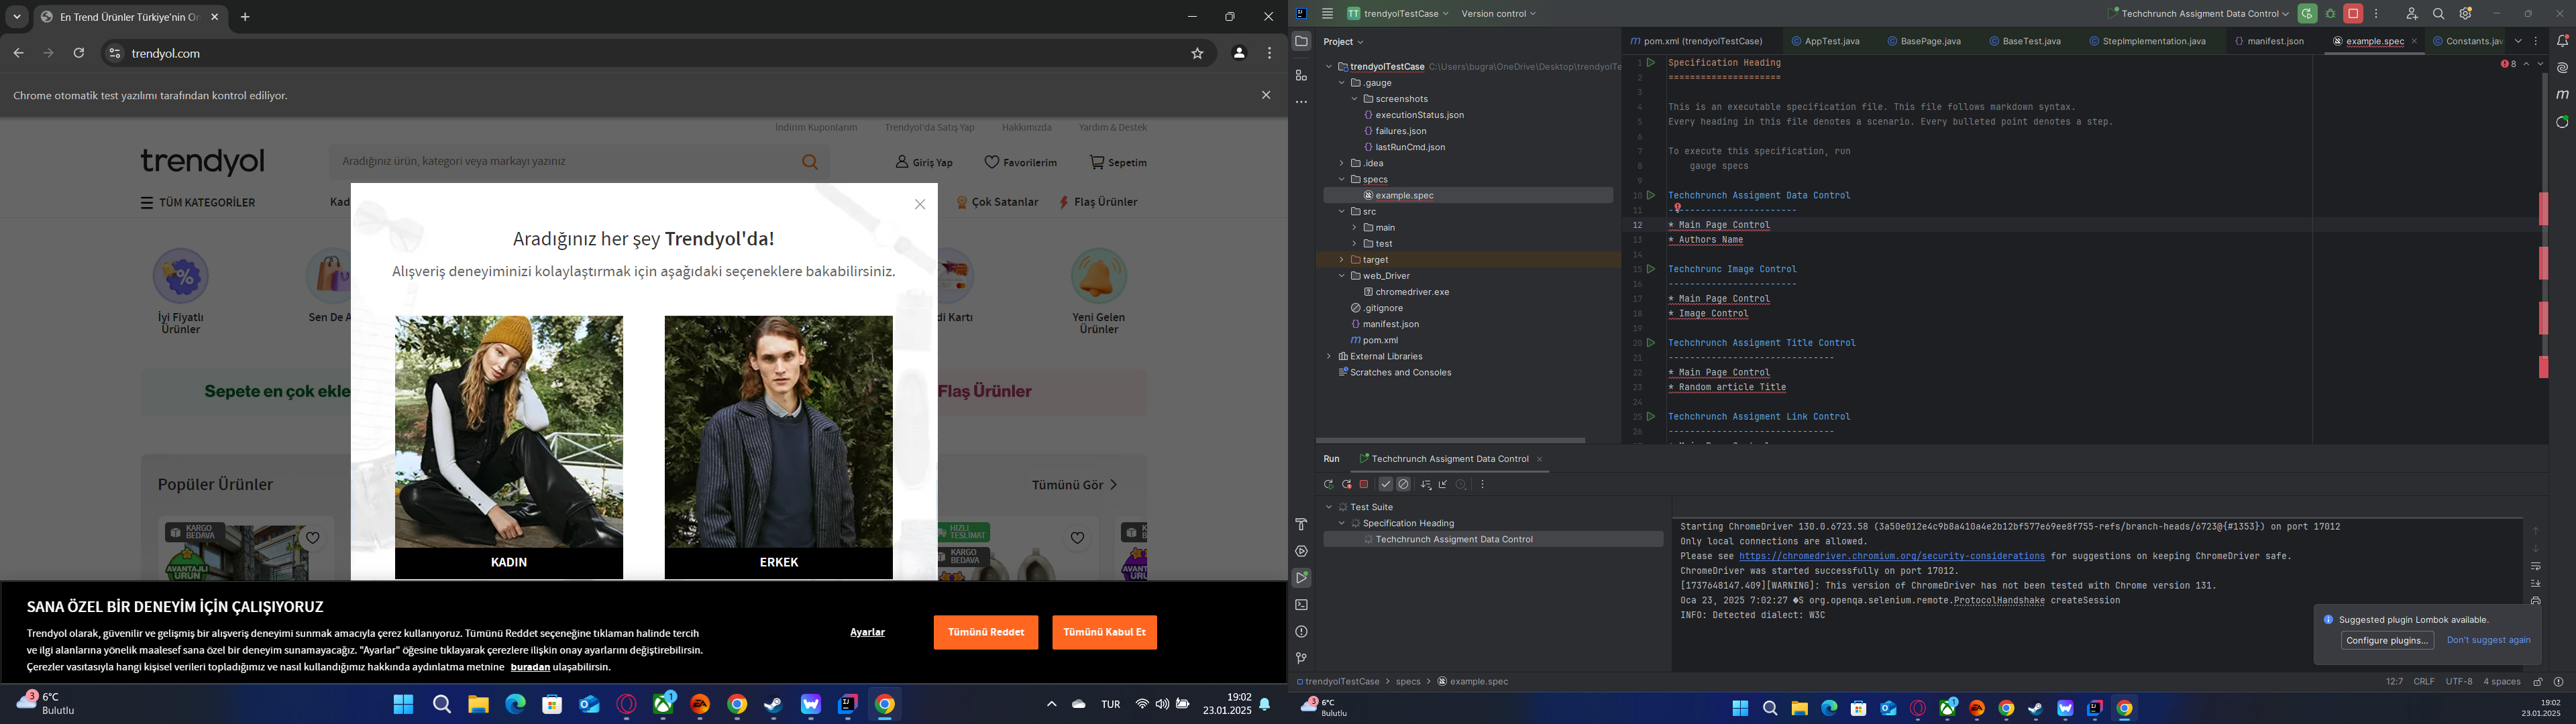 En Trend Ürünler Türkiye'nin On
trendyol.com
Chrome otomatik test yazılımı tarafından kontrol ediliyor.
İndirim Kuponlarım Trendyol'da Satış Yap Hakkımızda Yardım & Destek
trendyol
Aradığınız ürün, kategori veya markayı yazınız
Giriş Yap Favorilerim Sepetim
TÜM KATEGORİLER Kad Çok Satanlar Flaş Ürünler
Aradığınız her şey Trendyol'da!
Alışveriş deneyiminizi kolaylaştırmak için aşağıdaki seçeneklere bakabilirsiniz.
İyi Fiyatlı Ürünler
Sen De A
di Kartı
Yeni Gelen Ürünler
Sepete en çok ekle
Flaş Ürünler
Popüler Ürünler
Tümünü Gör
KARGO BEDAVA
AVANTAJLI ÜRÜN
HIZLI TESLİMAT
KARGO BEDAVA
KADIN
ERKEK
SANA ÖZEL BİR DENEYİM İÇİN ÇALIŞIYORUZ
Trendyol olarak, güvenilir ve gelişmiş bir alışveriş deneyimi sunmak amacıyla çerez kullanıyoruz. Tümünü Reddet seçeneğine tıklaman halinde tercih
ve ilgi alanlarına yönelik maalesef sana özel bir deneyim sunamayacağız. "Ayarlar" öğesine tıklayarak çerezlere ilişkin onay ayarlarını değiştirebilirsin.
Çerezler vasıtasıyla hangi kişisel verileri topladığımız ve nasıl kullandığımız hakkında aydınlatma metnine buradan ulaşabilirsin.
Ayarlar
Tümünü Reddet
Tümünü Kabul Et
3
6°C
Bulutlu
TUR
19:02
23.01.2025
TT trendyolTestCase
Version control
Techchrunch Assigment Data Control
Project
pom.xml (trendyolTestCase)
AppTest.java
BasePage.java
BaseTest.java
StepImplementation.java
manifest.json
example.spec
Constants.jav
trendyolTestCase C:\Users\bugra\OneDrive\Desktop\trendyolTe
.gauge
screenshots
executionStatus.json
failures.json
lastRunCmd.json
.idea
specs
example.spec
src
main
test
target
web_Driver
chromedriver.exe
.gitignore
manifest.json
pom.xml
External Libraries
Scratches and Consoles
8
1 Specification Heading
2 =====================
3
4 This is an executable specification file. This file follows markdown syntax.
5 Every heading in this file denotes a scenario. Every bulleted point denotes a step.
6
7 To execute this specification, run
8 gauge specs
9
10 Techchrunch Assigment Data Control
11 ------------------------
12 * Main Page Control
13 * Authors Name
14
15 Techchrunc Image Control
16 ------------------------
17 * Main Page Control
18 * Image Control
19
20 Techchrunch Assigment Title Control
21 -------------------------------
22 * Main Page Control
23 * Random article Title
24
25 Techchrunch Assigment Link Control
26 -------------------------------
Run
Techchrunch Assigment Data Control
Test Suite
Specification Heading
Techchrunch Assigment Data Control
Starting ChromeDriver 130.0.6723.58 (3a50e012e4c9b8a410a4e2b12bf577e69ee8f755-refs/branch-heads/6723@{#1353}) on port 17012
Only local connections are allowed.
Please see https://chromedriver.chromium.org/security-considerations for suggestions on keeping ChromeDriver safe.
ChromeDriver was started successfully on port 17012.
[1737648147.409][WARNING]: This version of ChromeDriver has not been tested with Chrome version 131.
Oca 23, 2025 7:02:27 �S org.openqa.selenium.remote.ProtocolHandshake createSession
INFO: Detected dialect: W3C
Suggested plugin Lombok available.
Configure plugins...
Don't suggest again
trendyolTestCase > specs > example.spec
12:7 CRLF UTF-8 4 spaces
3
6°C
Bulutlu
19:02
23.01.2025